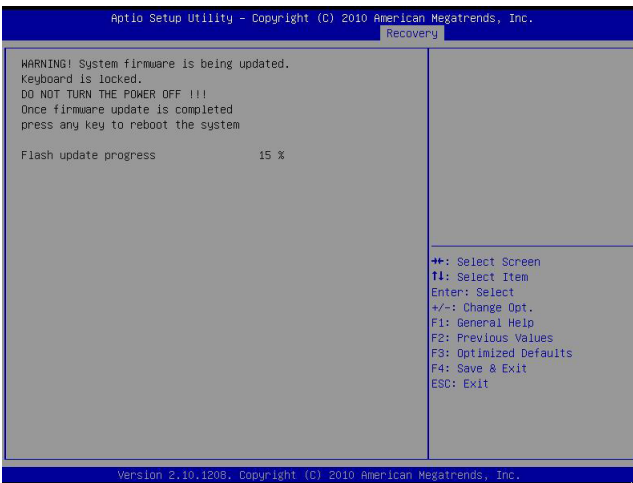 Aptio Setup Utility – Copyright (C) 2010 American Megatrends, Inc.
Recovery
WARNING! System firmware is being updated.
Keyboard is locked.
DO NOT TURN THE POWER OFF !!!
Once firmware update is completed
press any key to reboot the system
Flash update progress 15 %
→←: Select Screen
↑↓: Select Item
Enter: Select
+/-: Change Opt.
F1: General Help
F2: Previous Values
F3: Optimized Defaults
F4: Save & Exit
ESC: Exit
Version 2.10.1208. Copyright (C) 2010 American Megatrends, Inc.